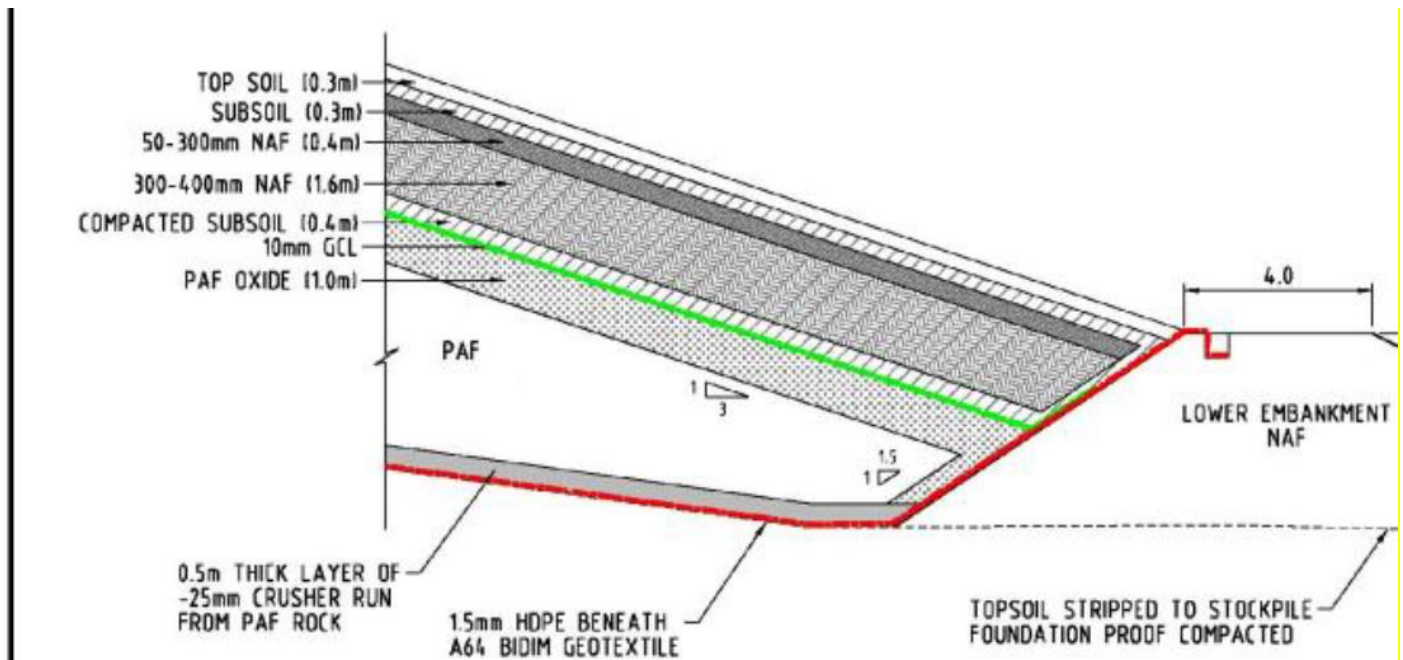 TOP SOIL (0.3m)
SUBSOIL (0.3m)
50-300mm NAF (0.4m)
300-400mm NAF (1.6m)
COMPACTED SUBSOIL (0.4m)
10mm GCL
PAF OXIDE (1.0m)
PAF
4.0
1
3
1.5
1
LOWER EMBANKMENT
NAF
0.5m THICK LAYER OF
-25mm CRUSHER RUN
FROM PAF ROCK
1.5mm HDPE BENEATH
A64 BIDIM GEOTEXTILE
TOPSOIL STRIPPED TO STOCKPILE
FOUNDATION PROOF COMPACTED